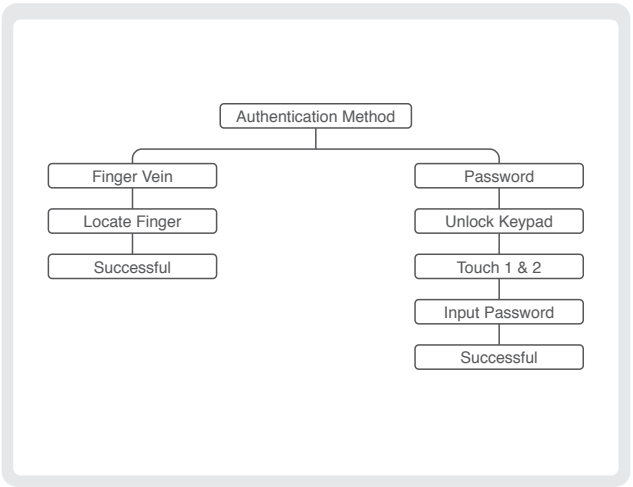 Authentication Method
Finger Vein
Locate Finger
Successful
Password
Unlock Keypad
Touch 1 & 2
Input Password
Successful